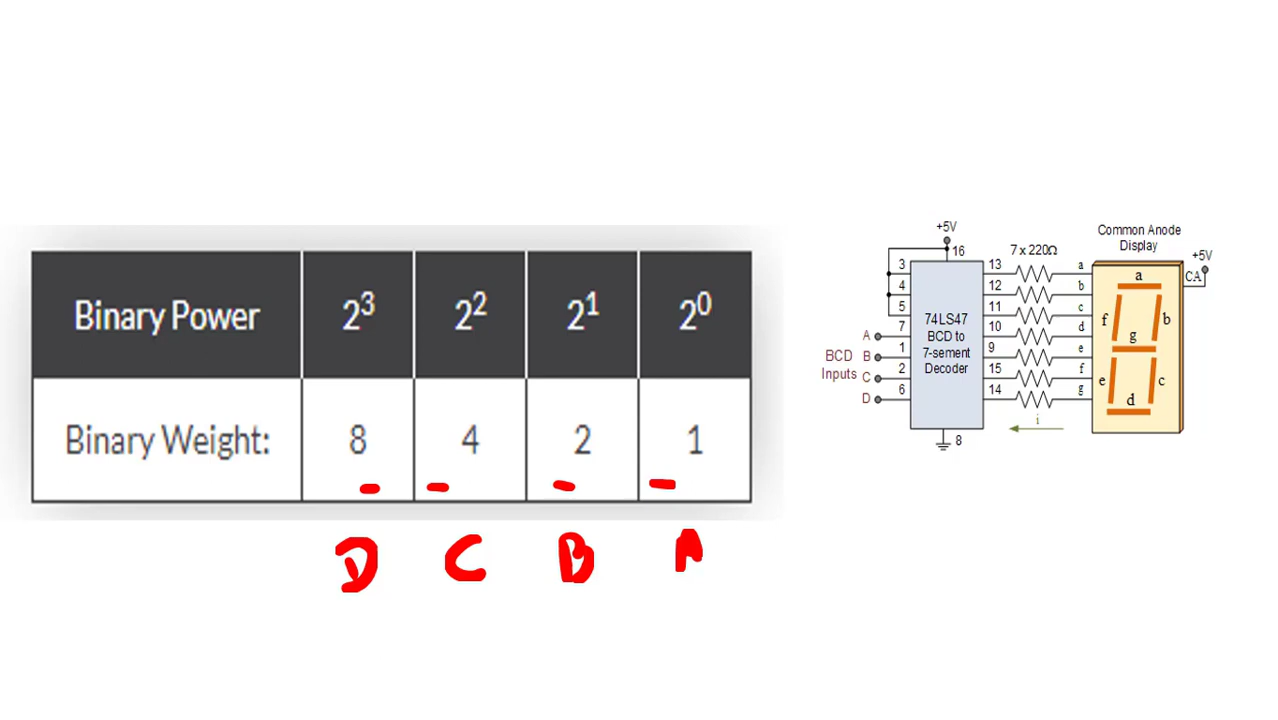 Binary Power 2³ 2² 2¹ 2⁰
Binary Weight: 8 4 2 1
D C B A
+5V
16
7 x 220Ω
Common Anode
Display
+5V
CA
3
4
5
7
1
2
6
A
B
C
D
BCD
Inputs
74LS47
BCD to
7-sement
Decoder
8
13
12
11
10
9
15
14
a
b
c
d
e
f
g
i
a
f
b
g
e
c
d